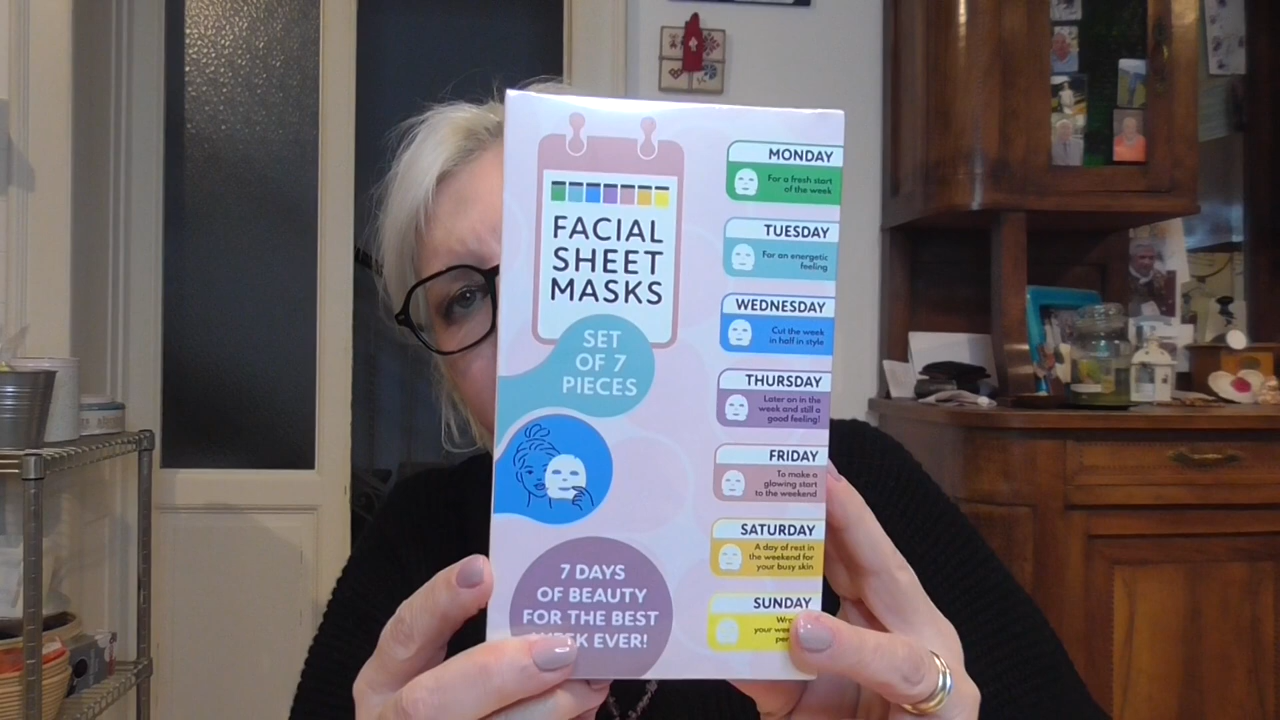 FACIAL
SHEET
MASKS
SET
OF 7
PIECES
7 DAYS
OF BEAUTY
FOR THE BEST
WEEK EVER!
MONDAY
For a fresh start
of the week
TUESDAY
For an energetic
feeling
WEDNESDAY
Cut the week
in half in style
THURSDAY
Later on in the
week and still a
good feeling!
FRIDAY
To make a
glowing start
to the weekend
SATURDAY
A day of rest in
the weekend for
your busy skin
SUNDAY
your